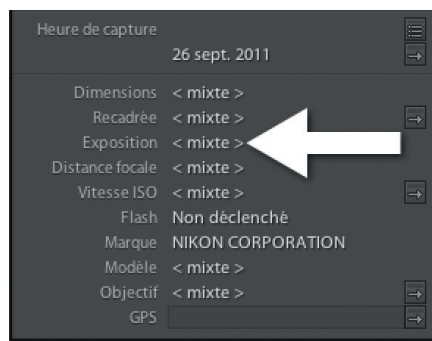 Heure de capture
26 sept. 2011
Dimensions < mixte >
Recadrée < mixte >
Exposition < mixte >
Distance focale < mixte >
Vitesse ISO < mixte >
Flash Non déclenché
Marque NIKON CORPORATION
Modèle < mixte >
Objectif < mixte >
GPS